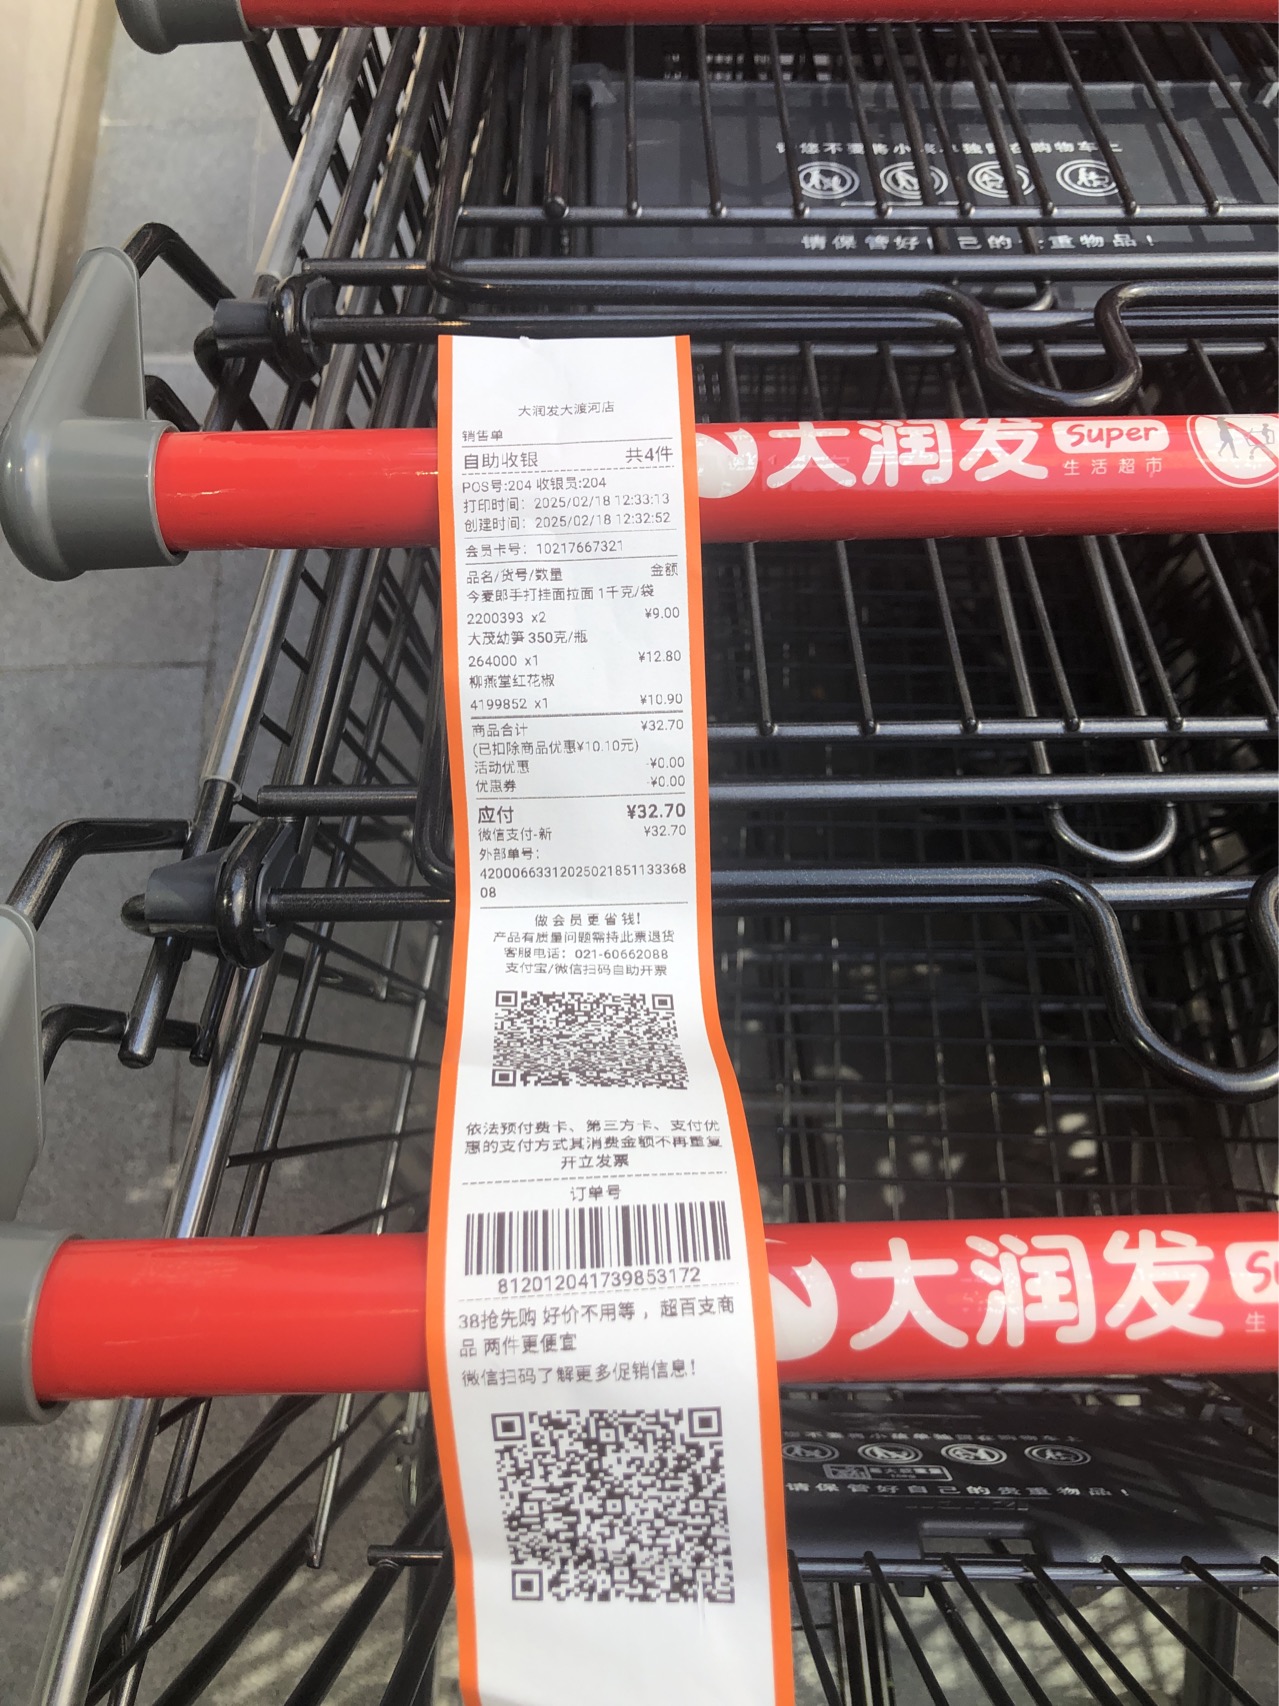 请保管好自己的贵重物品！
大润发 Super
生活超市
大润发大渡河店
销售单
自助收银 共4件
POS号:204 收银员:204
打印时间：2025/02/18 12:33:13
创建时间：2025/02/18 12:32:52
会员卡号：10217667321
品名/货号/数量 金额
今麦郎手打挂面拉面1千克/袋
2200393 x2 ¥9.00
大茂幼笋350克/瓶
264000 x1 ¥12.80
柳燕堂红花椒
4199852 x1 ¥10.90
商品合计 ¥32.70
(已扣除商品优惠¥10.10元)
活动优惠 -¥0.00
优惠券 -¥0.00
应付 ¥32.70
微信支付-新 ¥32.70
外部单号：
42000663312025021851133368
08
做会员更省钱！
产品有质量问题需持此票退货
客服电话：021-60662088
支付宝/微信扫码自助开票
依法预付费卡、第三方卡、支付优
惠的支付方式其消费金额不再重复
开立发票
订单号
812012041739853172
38抢先购 好价不用等，超百支商
品 两件更便宜
微信扫码了解更多促销信息！
大润发 Su
生
请保管好自己的贵重物品！